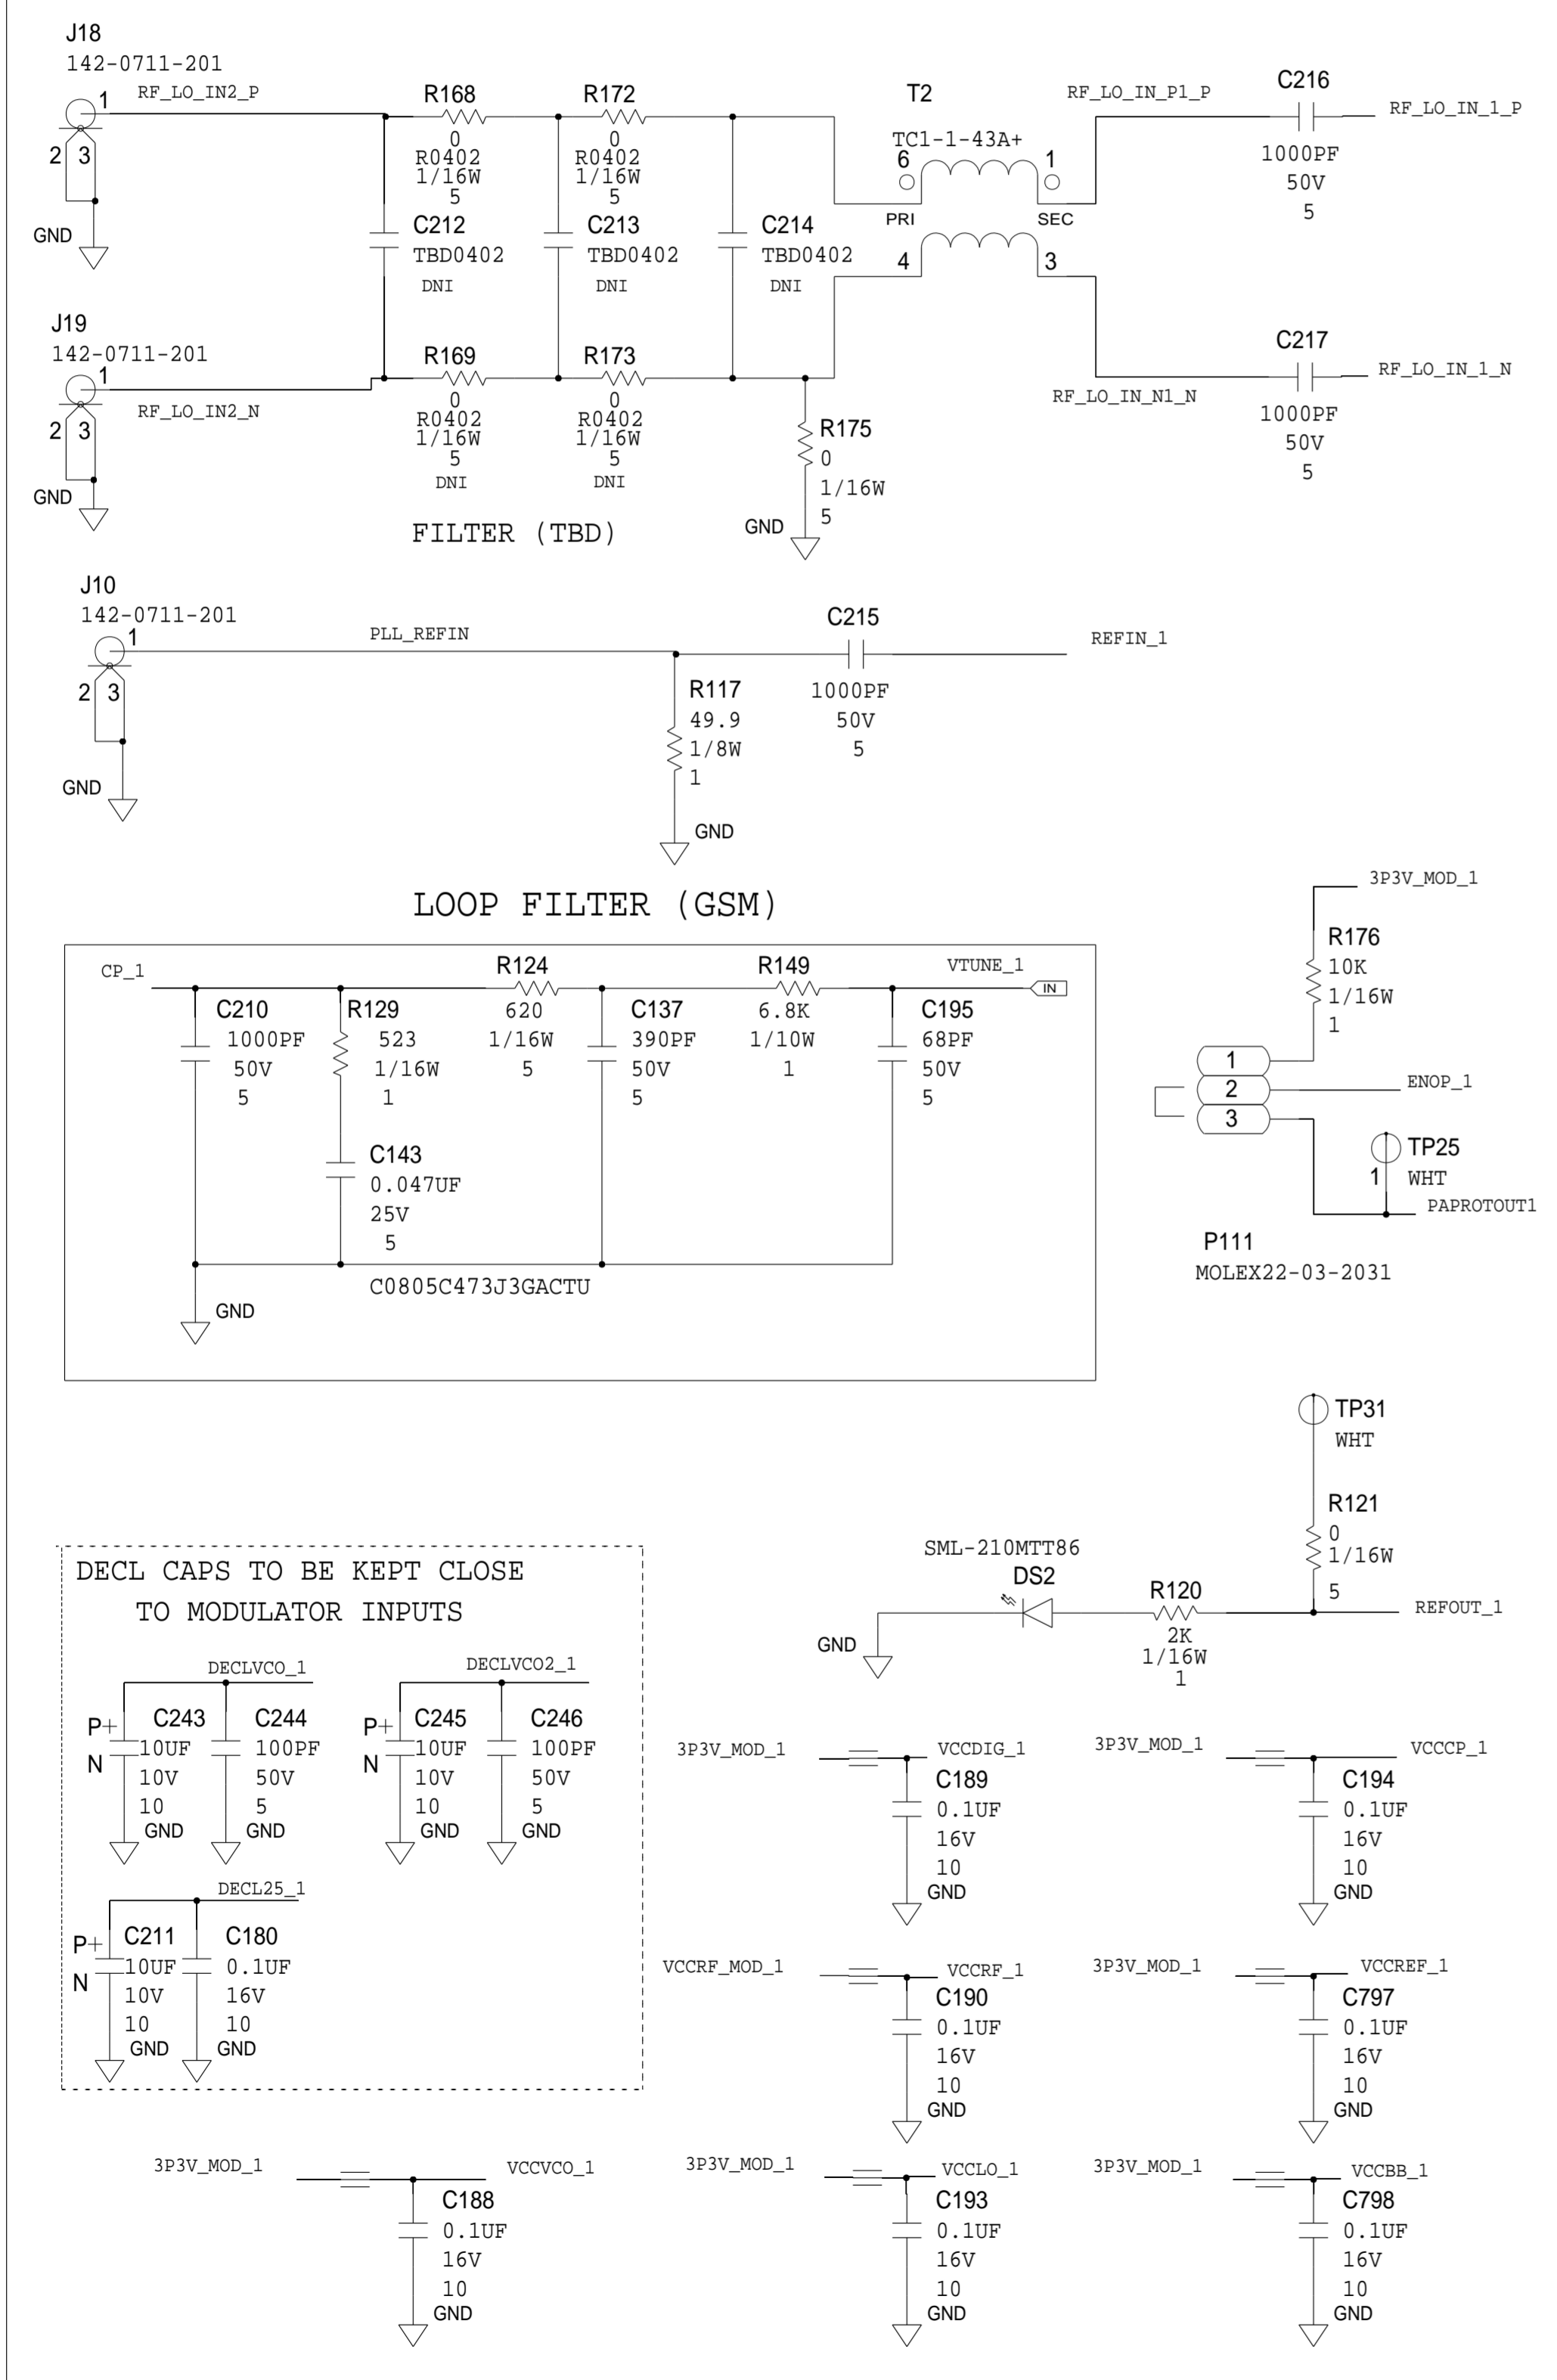 J18
142-0711-201
RF_LO_IN2_P
1
2 3
GND
R168
0
R0402
1/16W
5
R172
0
R0402
1/16W
5
C212
TBD0402
DNI
C213
TBD0402
DNI
C214
TBD0402
DNI
T2
TC1-1-43A+
6
1
PRI
SEC
4
3
RF_LO_IN_P1_P
C216
1000PF
50V
5
RF_LO_IN_1_P
J19
142-0711-201
1
RF_LO_IN2_N
2 3
GND
R169
0
R0402
1/16W
5
DNI
R173
0
R0402
1/16W
5
DNI
R175
0
1/16W
5
GND
RF_LO_IN_N1_N
C217
1000PF
50V
5
RF_LO_IN_1_N
FILTER (TBD)
J10
142-0711-201
1
2 3
GND
PLL_REFIN
R117
49.9
1/8W
1
GND
C215
1000PF
50V
5
REFIN_1
LOOP FILTER (GSM)
CP_1
C210
1000PF
50V
5
R129
523
1/16W
1
R124
620
1/16W
5
C137
390PF
50V
5
R149
6.8K
1/10W
1
VTUNE_1
IN
C195
68PF
50V
5
C143
0.047UF
25V
5
C0805C473J3GACTU
GND
3P3V_MOD_1
R176
10K
1/16W
1
1
2
3
ENOP_1
TP25
1 WHT
PAPROTOUT1
P111
MOLEX22-03-2031
TP31
WHT
R121
0
1/16W
5
SML-210MTT86
DS2
R120
2K
1/16W
1
REFOUT_1
GND
DECL CAPS TO BE KEPT CLOSE
TO MODULATOR INPUTS
DECLVCO_1
P+
N
C243
10UF
10V
10
GND
C244
100PF
50V
5
GND
DECLVCO2_1
P+
N
C245
10UF
10V
10
GND
C246
100PF
50V
5
GND
DECL25_1
P+
N
C211
10UF
10V
10
GND
C180
0.1UF
16V
10
GND
3P3V_MOD_1
VCCDIG_1
C189
0.1UF
16V
10
GND
3P3V_MOD_1
VCCCP_1
C194
0.1UF
16V
10
GND
VCCRF_MOD_1
VCCRF_1
C190
0.1UF
16V
10
GND
3P3V_MOD_1
VCCREF_1
C797
0.1UF
16V
10
GND
3P3V_MOD_1
VCCVCO_1
C188
0.1UF
16V
10
GND
3P3V_MOD_1
VCCLO_1
C193
0.1UF
16V
10
GND
3P3V_MOD_1
VCCBB_1
C798
0.1UF
16V
10
GND